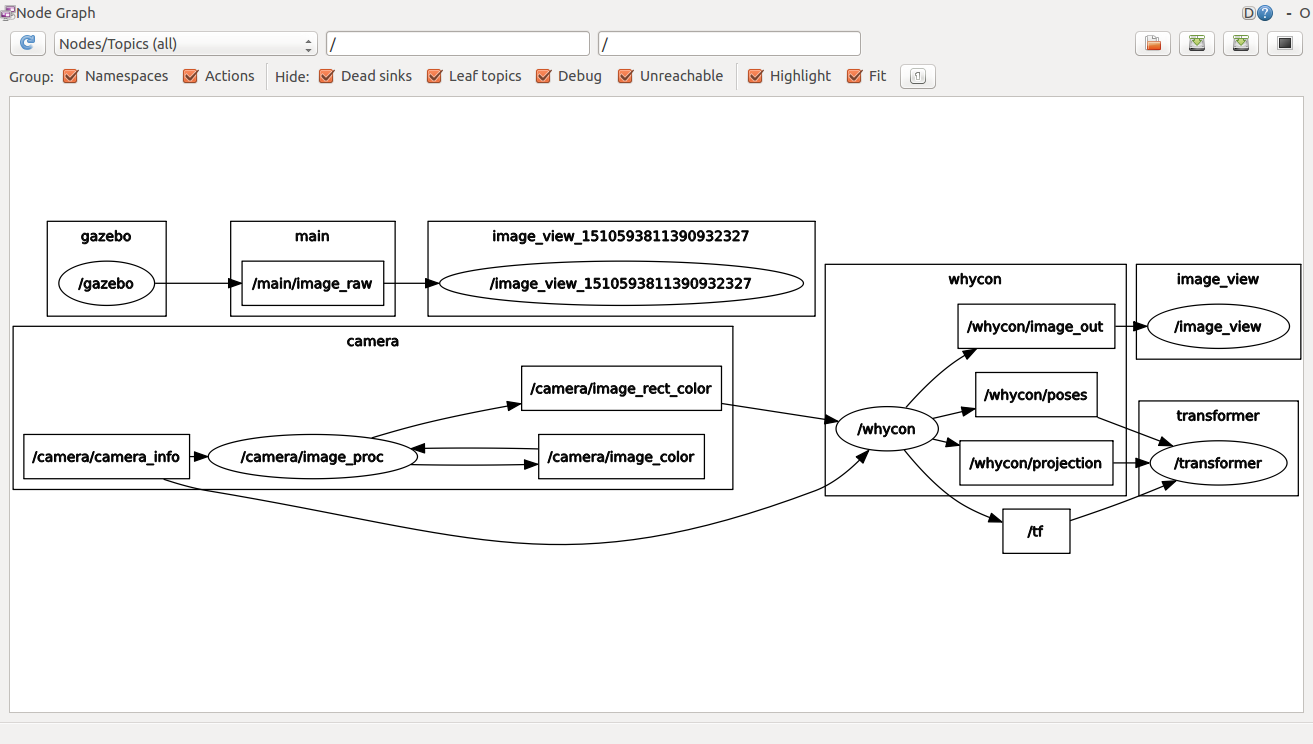 Node Graph
D ? - O
Nodes/Topics (all) / /
Group: Namespaces Actions Hide: Dead sinks Leaf topics Debug Unreachable Highlight Fit
gazebo
/gazebo
main
/main/image_raw
image_view_1510593811390932327
/image_view_1510593811390932327
camera
/camera/image_rect_color
/camera/camera_info
/camera/image_proc
/camera/image_color
whycon
/whycon/image_out
/whycon/poses
/whycon
/whycon/projection
image_view
/image_view
transformer
/transformer
/tf